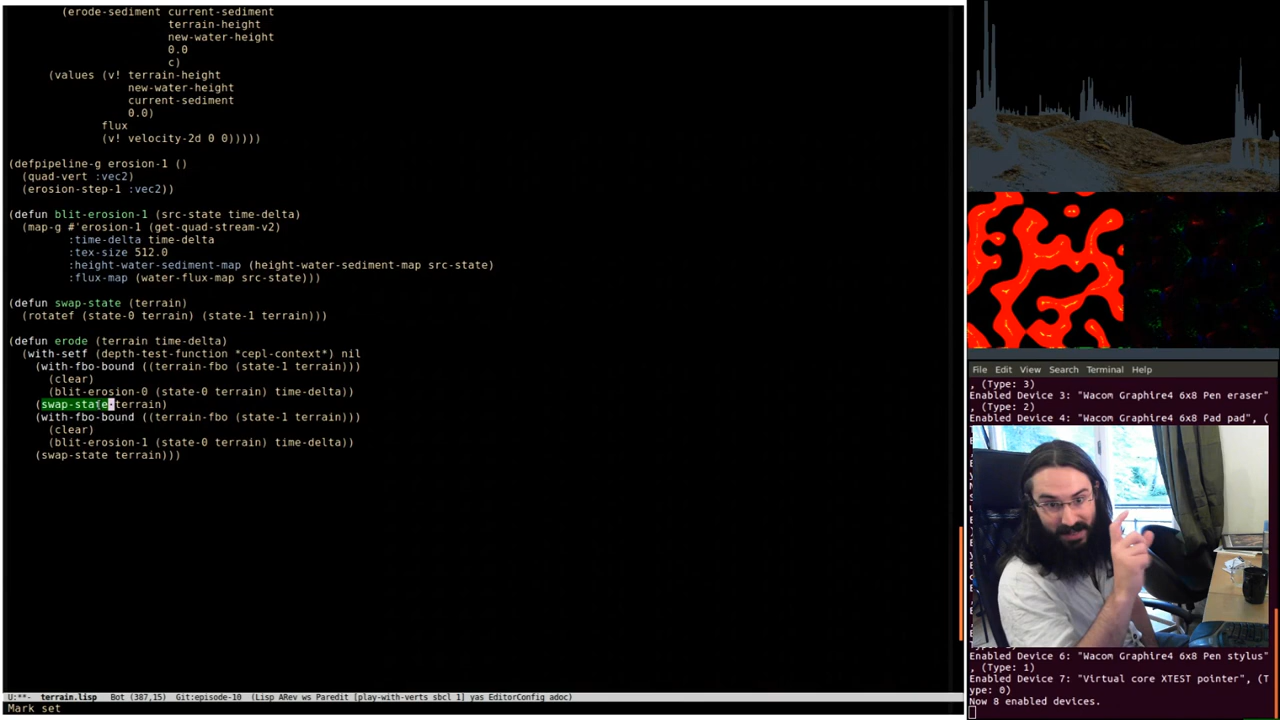 (erode-sediment current-sediment
terrain-height
new-water-height
0.0
c)
(values (v! terrain-height
new-water-height
current-sediment
0.0)
flux
(v! velocity-2d 0 0)))))
(defpipeline-g erosion-1 ()
(quad-vert :vec2)
(erosion-step-1 :vec2))
(defun blit-erosion-1 (src-state time-delta)
(map-g #'erosion-1 (get-quad-stream-v2)
:time-delta time-delta
:tex-size 512.0
:height-water-sediment-map (height-water-sediment-map src-state)
:flux-map (water-flux-map src-state)))
(defun swap-state (terrain)
(rotatef (state-0 terrain) (state-1 terrain)))
(defun erode (terrain time-delta)
(with-setf (depth-test-function *cepl-context*) nil
(with-fbo-bound ((terrain-fbo (state-1 terrain)))
(clear)
(blit-erosion-0 (state-0 terrain) time-delta))
(swap-state terrain)
(with-fbo-bound ((terrain-fbo (state-1 terrain)))
(clear)
(blit-erosion-1 (state-0 terrain) time-delta))
(swap-state terrain)))
U:**- terrain.lisp Bot (387,15) Git:episode-10 (Lisp ARev ws Paredit [play-with-verts sbcl 1] yas EditorConfig adoc)
Mark set
File Edit View Search Terminal Help
, (Type: 3)
Enabled Device 3: "Wacom Graphire4 6x8 Pen eraser"
, (Type: 2)
Enabled Device 4: "Wacom Graphire4 6x8 Pad pad", (
Enabled Device 6: "Wacom Graphire4 6x8 Pen stylus"
, (Type: 1)
Enabled Device 7: "Virtual core XTEST pointer", (T
ype: 0)
Now 8 enabled devices.